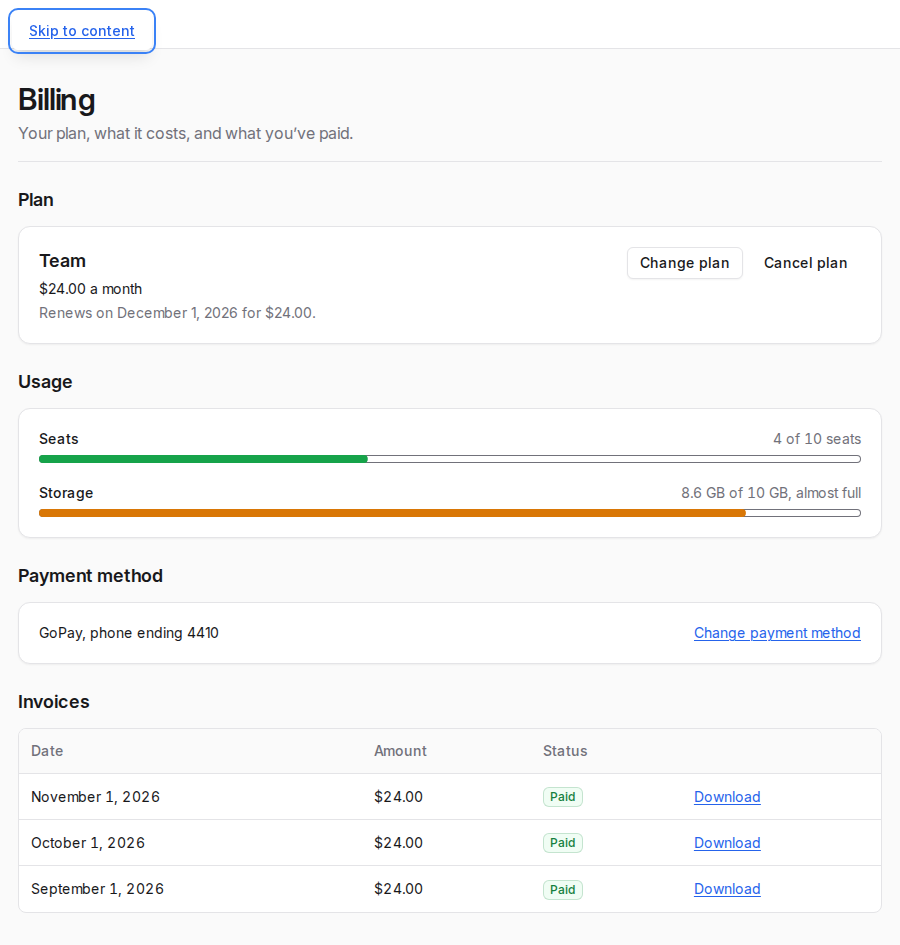 Skip to content
Billing
Your plan, what it costs, and what you’ve paid.
Plan
Team
Change plan
Cancel plan
$24.00 a month
Renews on December 1, 2026 for $24.00.
Usage
Seats
4 of 10 seats
Storage
8.6 GB of 10 GB, almost full
Payment method
GoPay, phone ending 4410
Change payment method
Invoices
Date Amount Status
November 1, 2026 $24.00 Paid Download
October 1, 2026 $24.00 Paid Download
September 1, 2026 $24.00 Paid Download